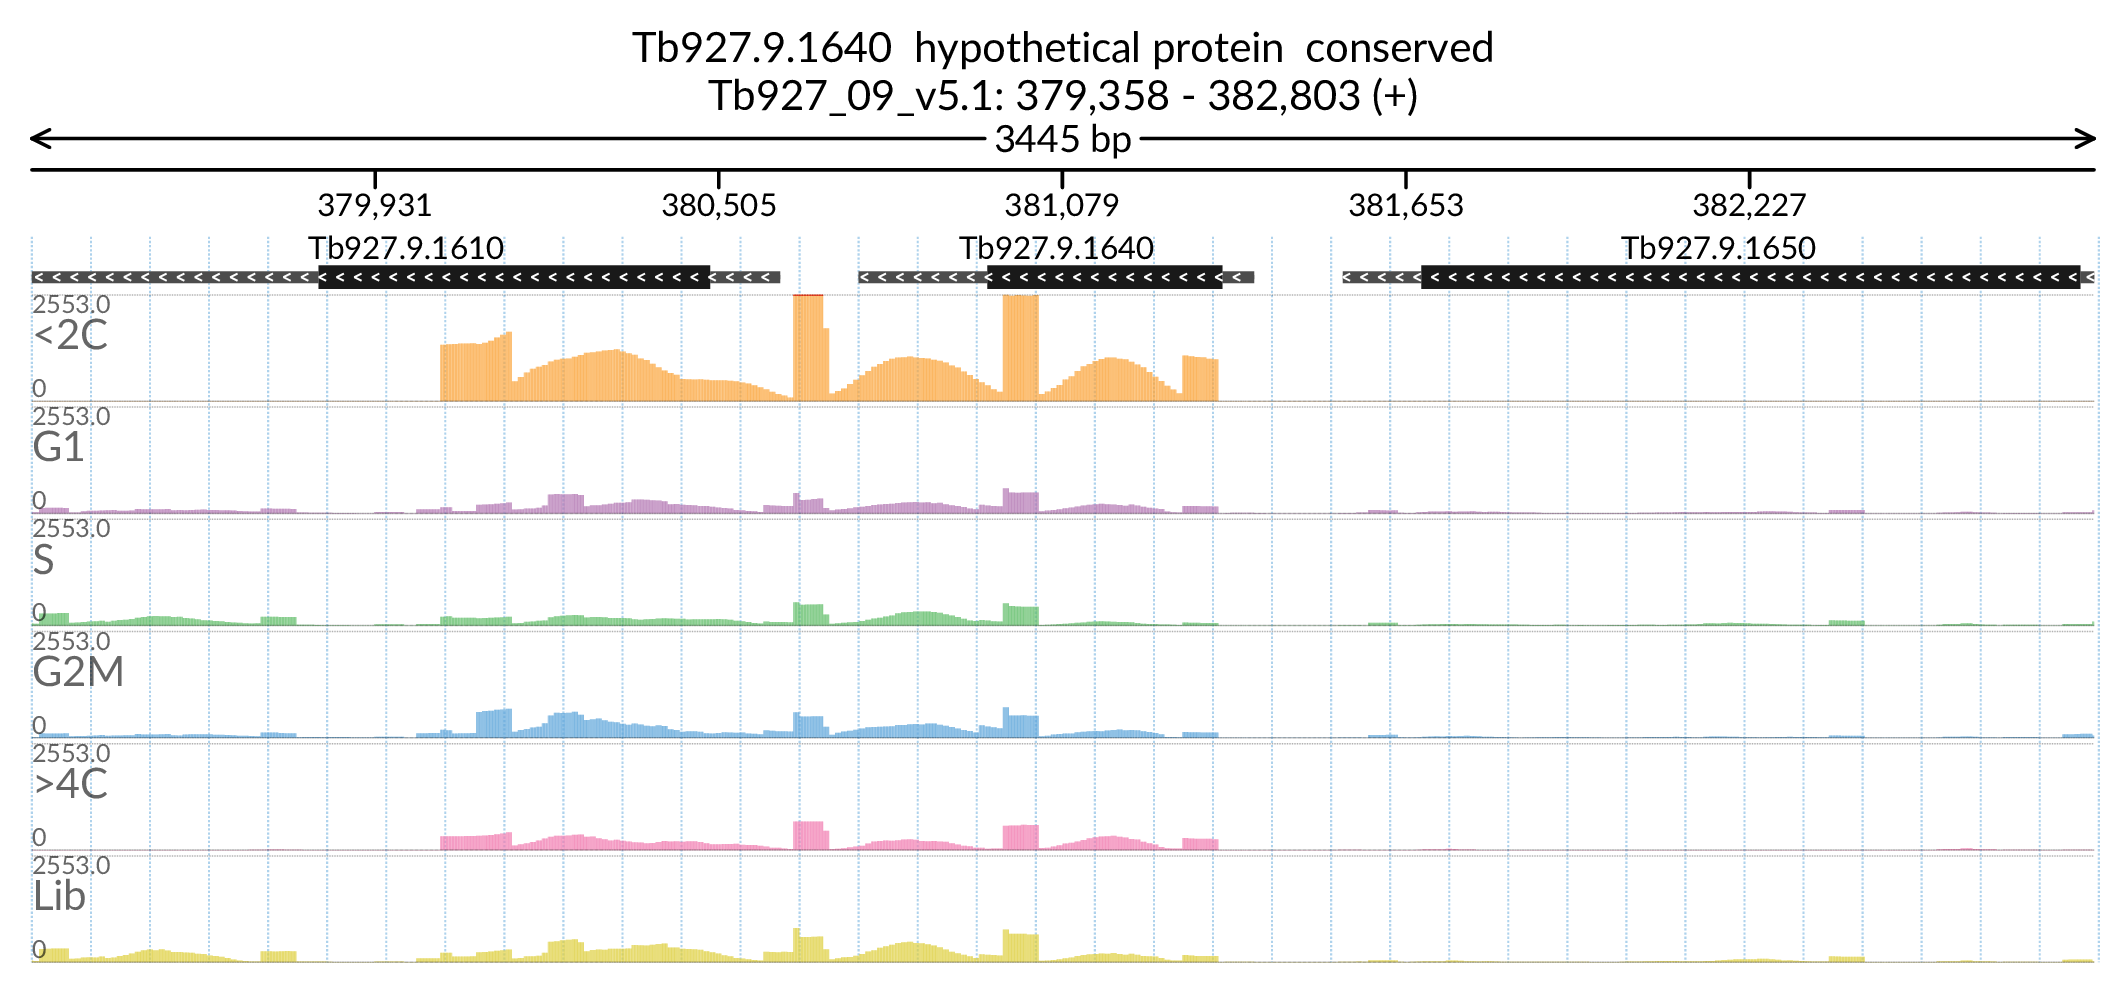 Tb927.9.1640 hypothetical protein conserved
Tb927_09_v5.1: 379,358 - 382,803 (+)
3445 bp
379,931 380,505 381,079 381,653 382,227
Tb927.9.1610 Tb927.9.1640 Tb927.9.1650
2553.0
<2C
0
2553.0
G1
0
2553.0
S
0
2553.0
G2M
0
2553.0
>4C
0
2553.0
Lib
0